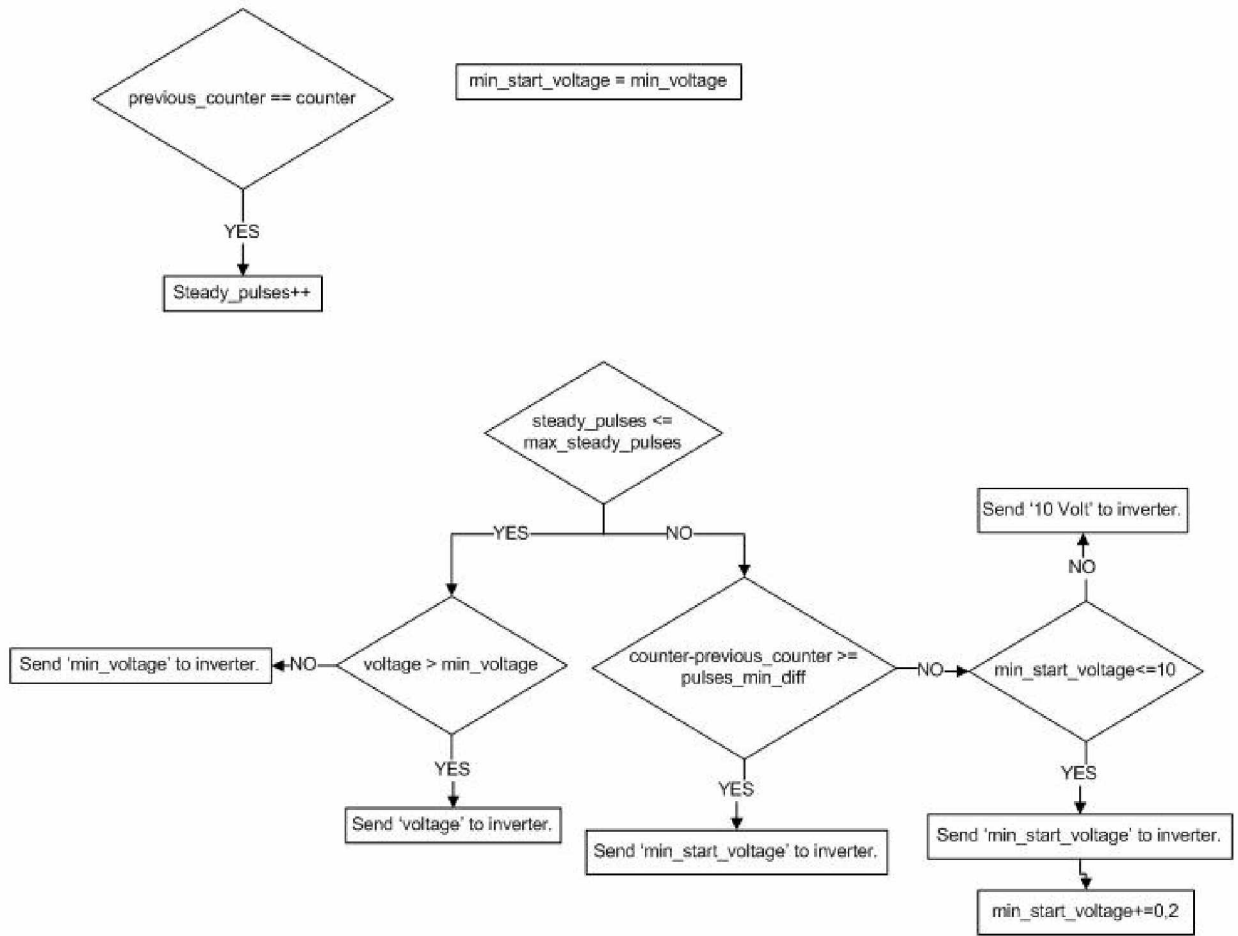 previous_counter == counter
min_start_voltage = min_voltage
YES
Steady_pulses++
steady_pulses <=
max_steady_pulses
YES
NO
Send '10 Volt' to inverter.
NO
Send 'min_voltage' to inverter.
NO
voltage > min_voltage
counter-previous_counter >=
pulses_min_diff
NO
min_start_voltage<=10
YES
YES
YES
Send 'voltage' to inverter.
Send 'min_start_voltage' to inverter.
Send 'min_start_voltage' to inverter.
min_start_voltage+=0,2